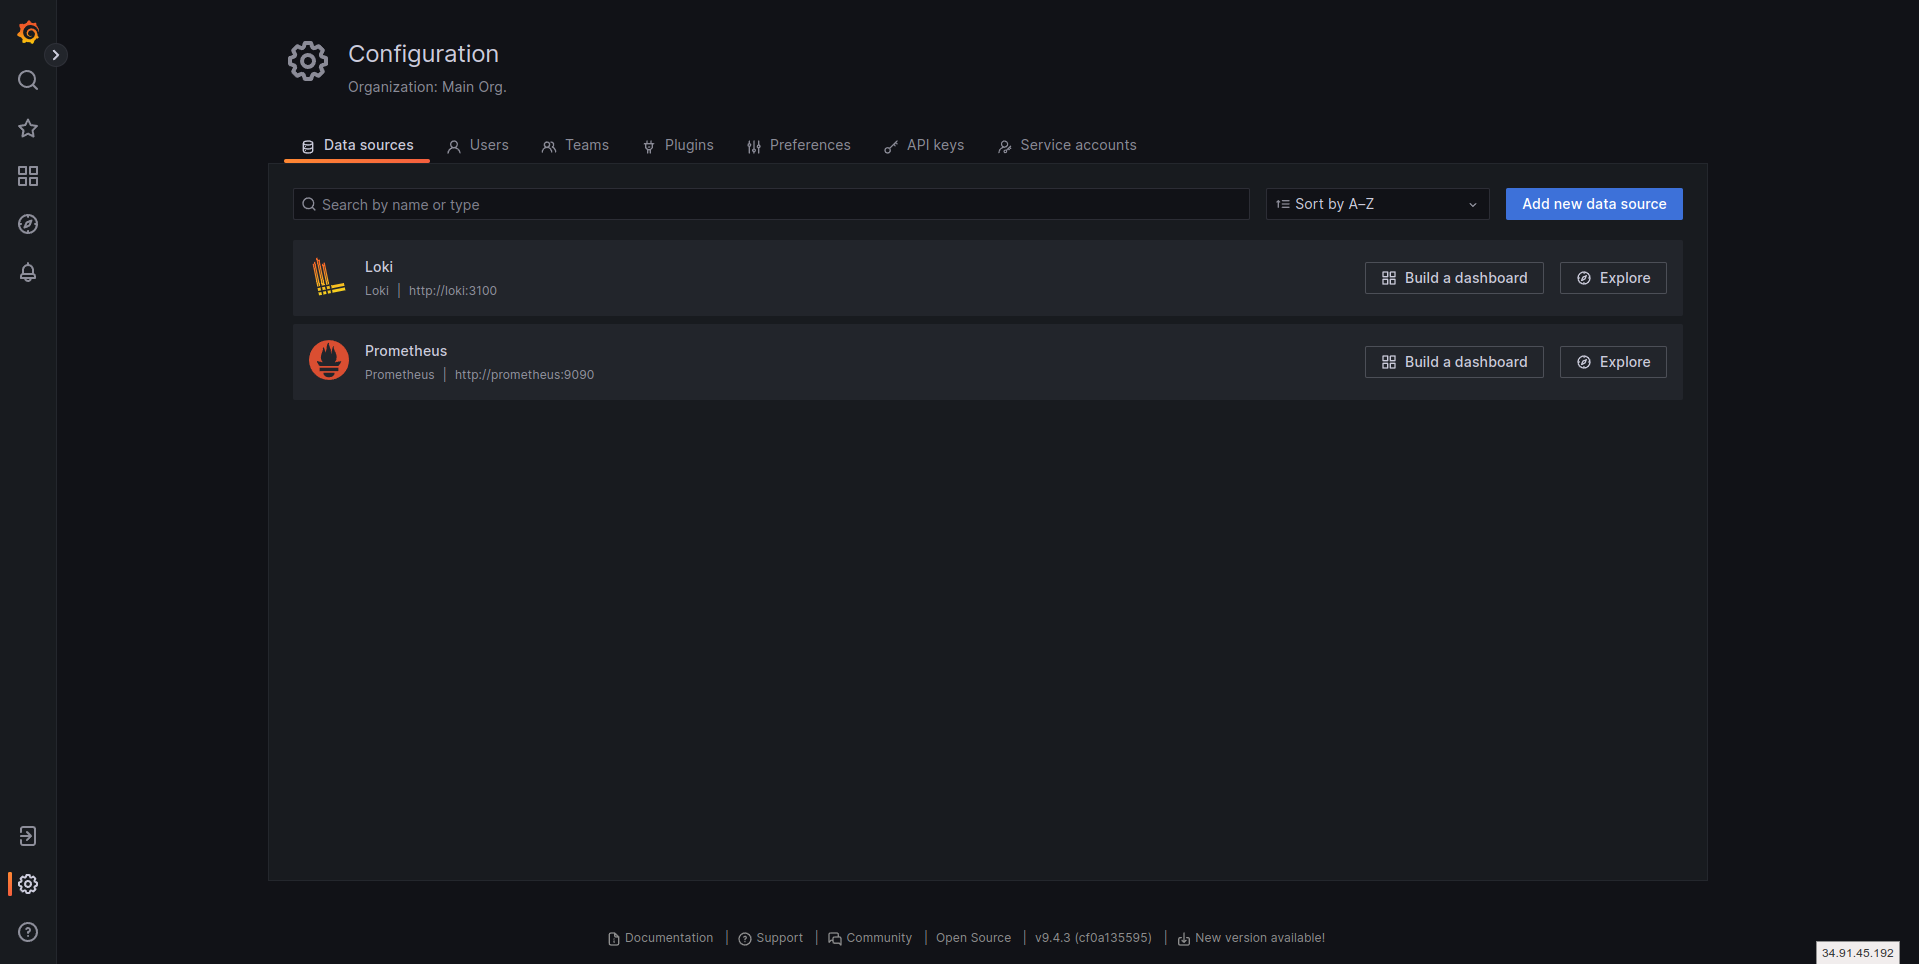 Configuration
Organization: Main Org.
Data sources Users Teams Plugins Preferences API keys Service accounts
Search by name or type Sort by A–Z Add new data source
Loki
Loki | http://loki:3100
Build a dashboard Explore
Prometheus
Prometheus | http://prometheus:9090
Build a dashboard Explore
Documentation | Support | Community | Open Source | v9.4.3 (cf0a135595) | New version available!
34.91.45.192